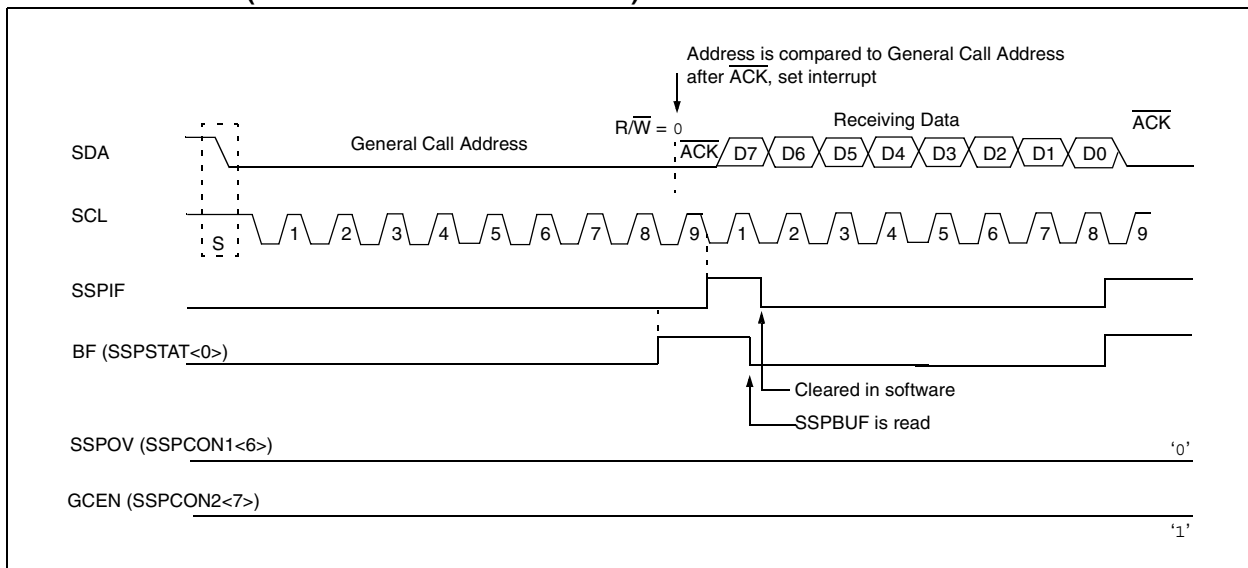 Address is compared to General Call Address
after ACK, set interrupt
R/W = 0
Receiving Data
ACK
SDA
General Call Address
ACK D7 D6 D5 D4 D3 D2 D1 D0
SCL
S
1 2 3 4 5 6 7 8 9 1 2 3 4 5 6 7 8 9
SSPIF
BF (SSPSTAT<0>)
Cleared in software
SSPBUF is read
SSPOV (SSPCON1<6>)
‘0’
GCEN (SSPCON2<7>)
‘1’